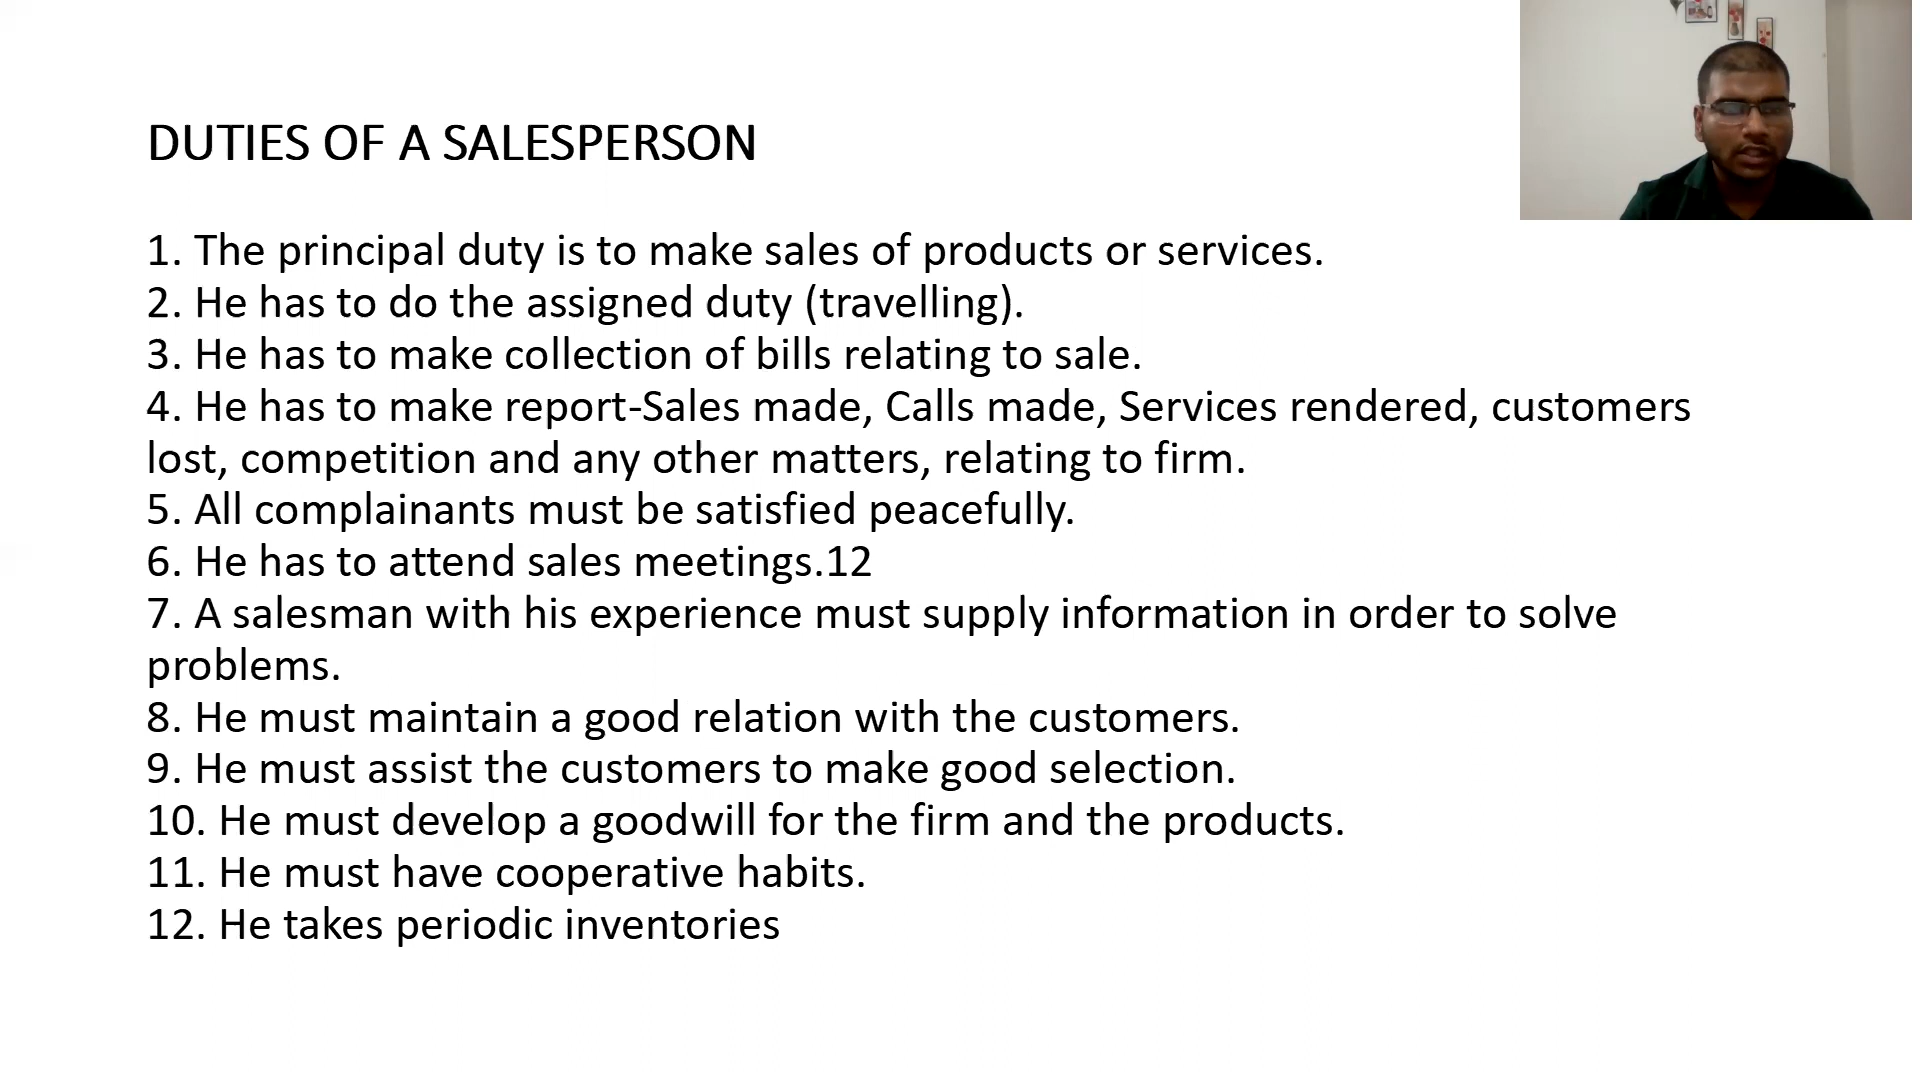 DUTIES OF A SALESPERSON
1. The principal duty is to make sales of products or services.
2. He has to do the assigned duty (travelling).
3. He has to make collection of bills relating to sale.
4. He has to make report-Sales made, Calls made, Services rendered, customers
lost, competition and any other matters, relating to firm.
5. All complainants must be satisfied peacefully.
6. He has to attend sales meetings.12
7. A salesman with his experience must supply information in order to solve
problems.
8. He must maintain a good relation with the customers.
9. He must assist the customers to make good selection.
10. He must develop a goodwill for the firm and the products.
11. He must have cooperative habits.
12. He takes periodic inventories